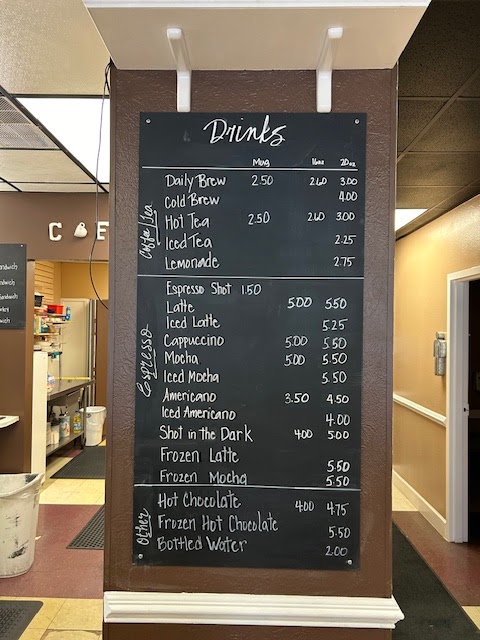 Drinks
Mug 16oz 20oz
Coffee/Tea
Daily Brew 2.50 2.60 3.00
Cold Brew 4.00
Hot Tea 2.50 2.60 3.00
Iced Tea 2.25
Lemonade 2.75
Espresso
Espresso Shot 1.50
Latte 5.00 5.50
Iced Latte 5.25
Cappuccino 5.00 5.50
Mocha 5.00 5.50
Iced Mocha 5.50
Americano 3.50 4.50
Iced Americano 4.00
Shot in the Dark 4.00 5.00
Frozen Latte 5.50
Frozen Mocha 5.50
Other
Hot Chocolate 4.00 4.75
Frozen Hot Chocolate 5.50
Bottled Water 2.00